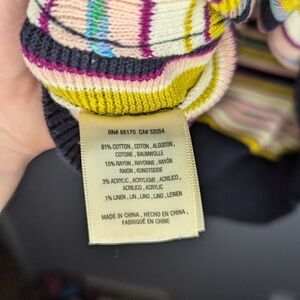 RN# 66170 CA# 32054
81% COTTON , COTON , ALGODON ,
COTONE , BAUMWOLLE
15% RAYON , RAYONNE , RAYÓN
RAION , KUNSTSEIDE
3% ACRYLIC , ACRYLIQUE , ACRILICO ,
ACRILICO , ACRYLIC
1% LINEN , LIN , LINO , LINO , LEINEN
MADE IN CHINA , HECHO EN CHINA ,
FABRIQUÉ EN CHINE